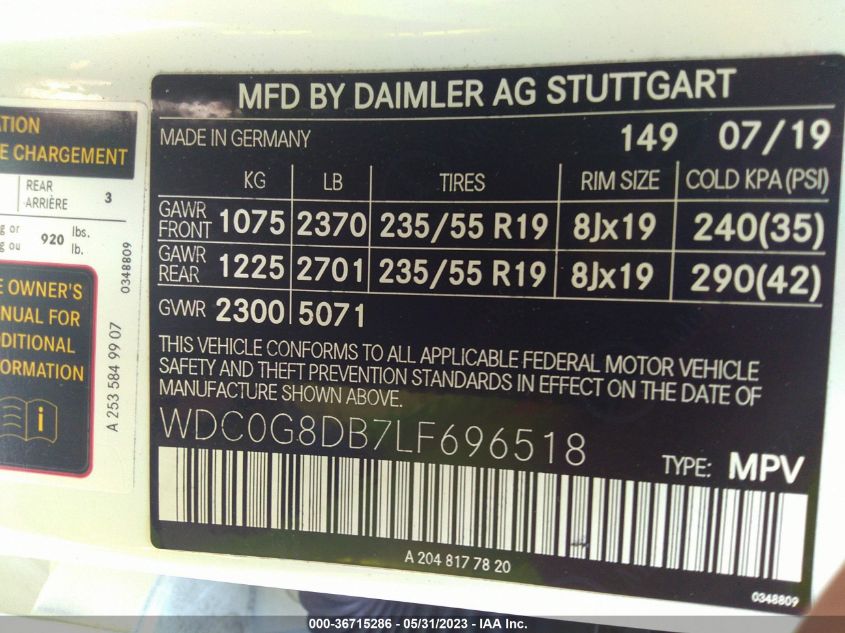 ATION
E CHARGEMENT
REAR
ARRIÈRE 3
g or
g ou 920 lbs.
lb.
0348809
E OWNER'S
NUAL FOR
DDITIONAL
FORMATION
i
A 253 584 99 07
MFD BY DAIMLER AG STUTTGART
MADE IN GERMANY 149 07/19
KG LB TIRES RIM SIZE COLD KPA (PSI)
GAWR FRONT 1075 2370 235/55 R19 8Jx19 240(35)
GAWR REAR 1225 2701 235/55 R19 8Jx19 290(42)
GVWR 2300 5071
THIS VEHICLE CONFORMS TO ALL APPLICABLE FEDERAL MOTOR VEHICLE
SAFETY AND THEFT PREVENTION STANDARDS IN EFFECT ON THE DATE OF
MANUFACTURE SHOWN ABOVE.
WDC0G8DB7LF696518
TYPE: MPV
A 204 817 78 20
0348809
000-36715286 - 05/31/2023 - IAA Inc.